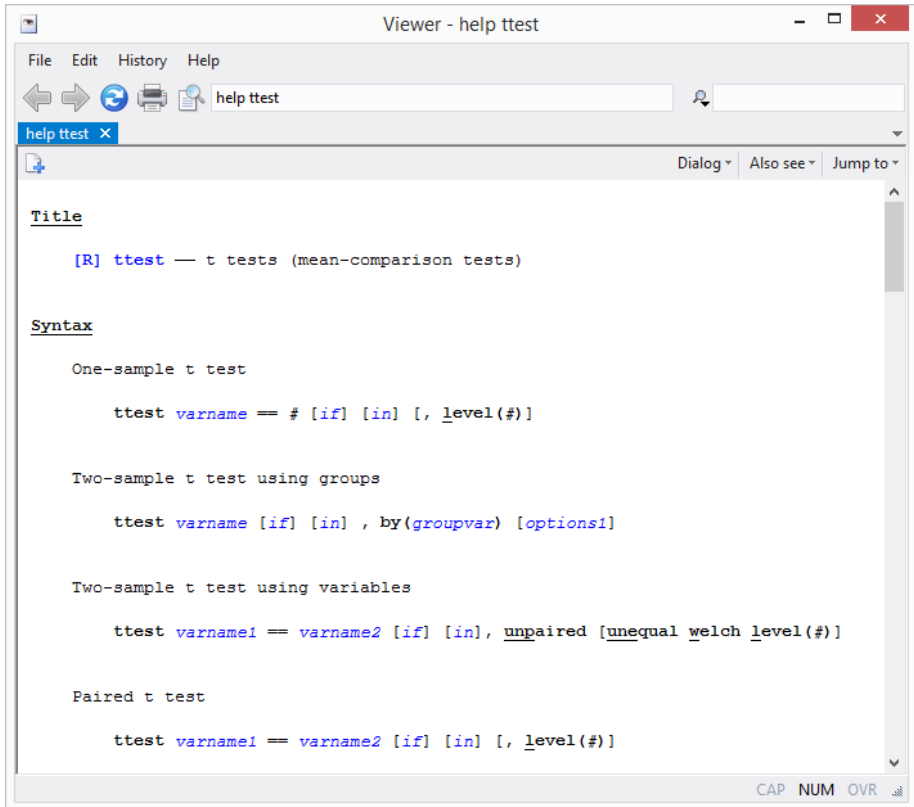 Viewer - help ttest
File Edit History Help
help ttest
help ttest
Dialog Also see Jump to
Title
[R] ttest — t tests (mean-comparison tests)
Syntax
One-sample t test
ttest varname == # [if] [in] [, level(#)]
Two-sample t test using groups
ttest varname [if] [in] , by(groupvar) [options1]
Two-sample t test using variables
ttest varname1 == varname2 [if] [in], unpaired [unequal welch level(#)]
Paired t test
ttest varname1 == varname2 [if] [in] [, level(#)]
CAP NUM OVR